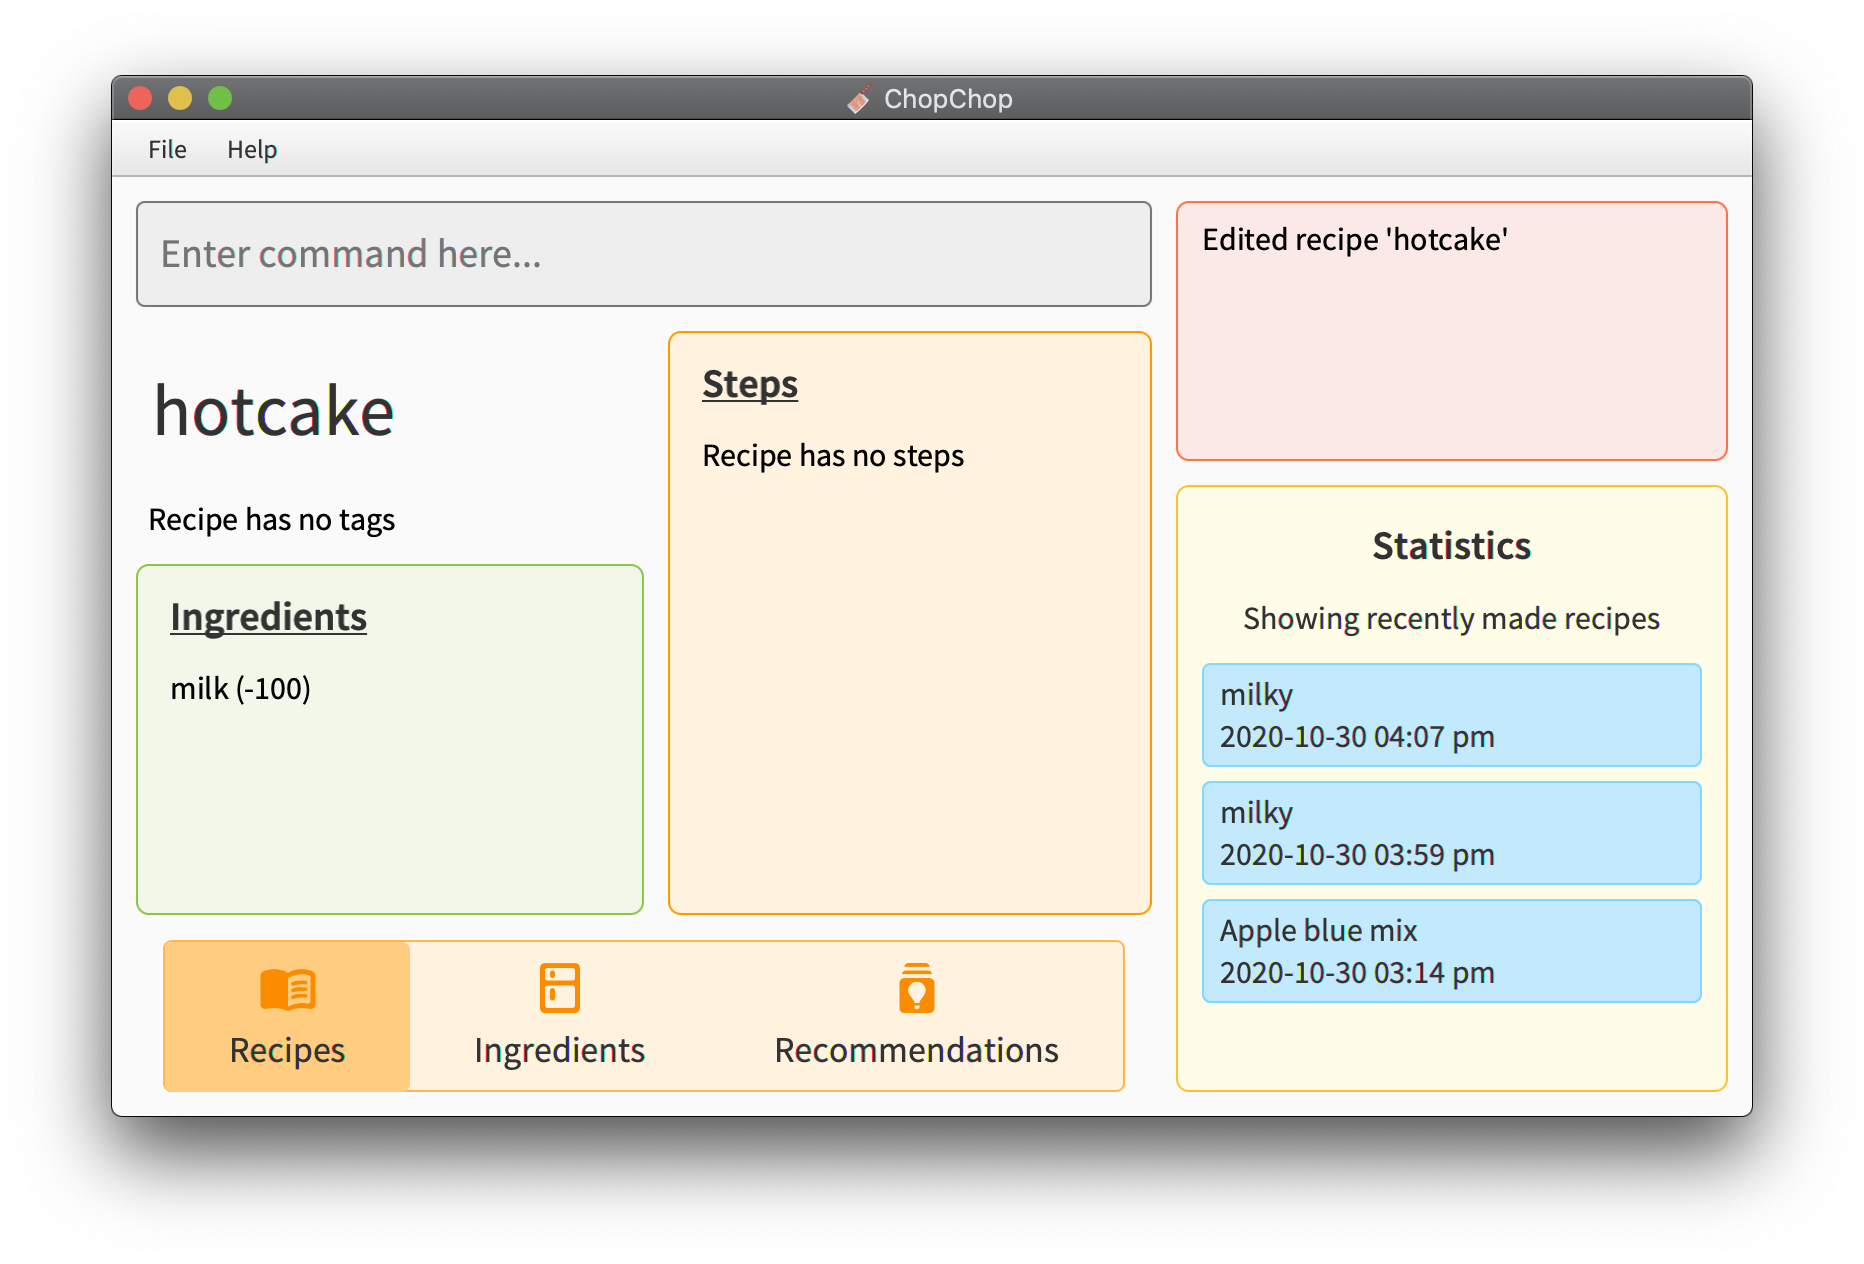 ChopChop
File Help
Enter command here...
hotcake
Recipe has no tags
Ingredients
milk (-100)
Steps
Recipe has no steps
Recipes
Ingredients
Recommendations
Edited recipe 'hotcake'
Statistics
Showing recently made recipes
milky
2020-10-30 04:07 pm
milky
2020-10-30 03:59 pm
Apple blue mix
2020-10-30 03:14 pm